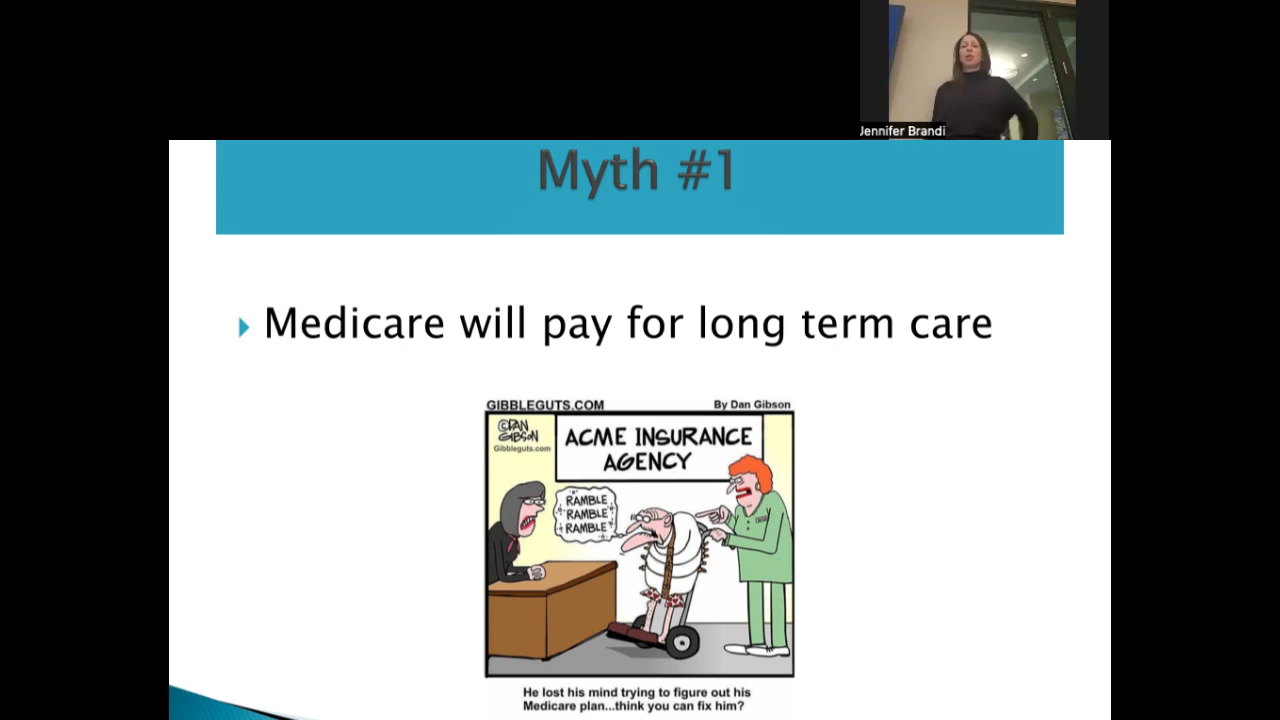 Jennifer Brandi
Myth #1
Medicare will pay for long term care
GIBBLEGUTS.COM By Dan Gibson
©DAN
GIBSON
Gibbleguts.com
ACME INSURANCE
AGENCY
RAMBLE
RAMBLE
RAMBLE
He lost his mind trying to figure out his
Medicare plan...think you can fix him?